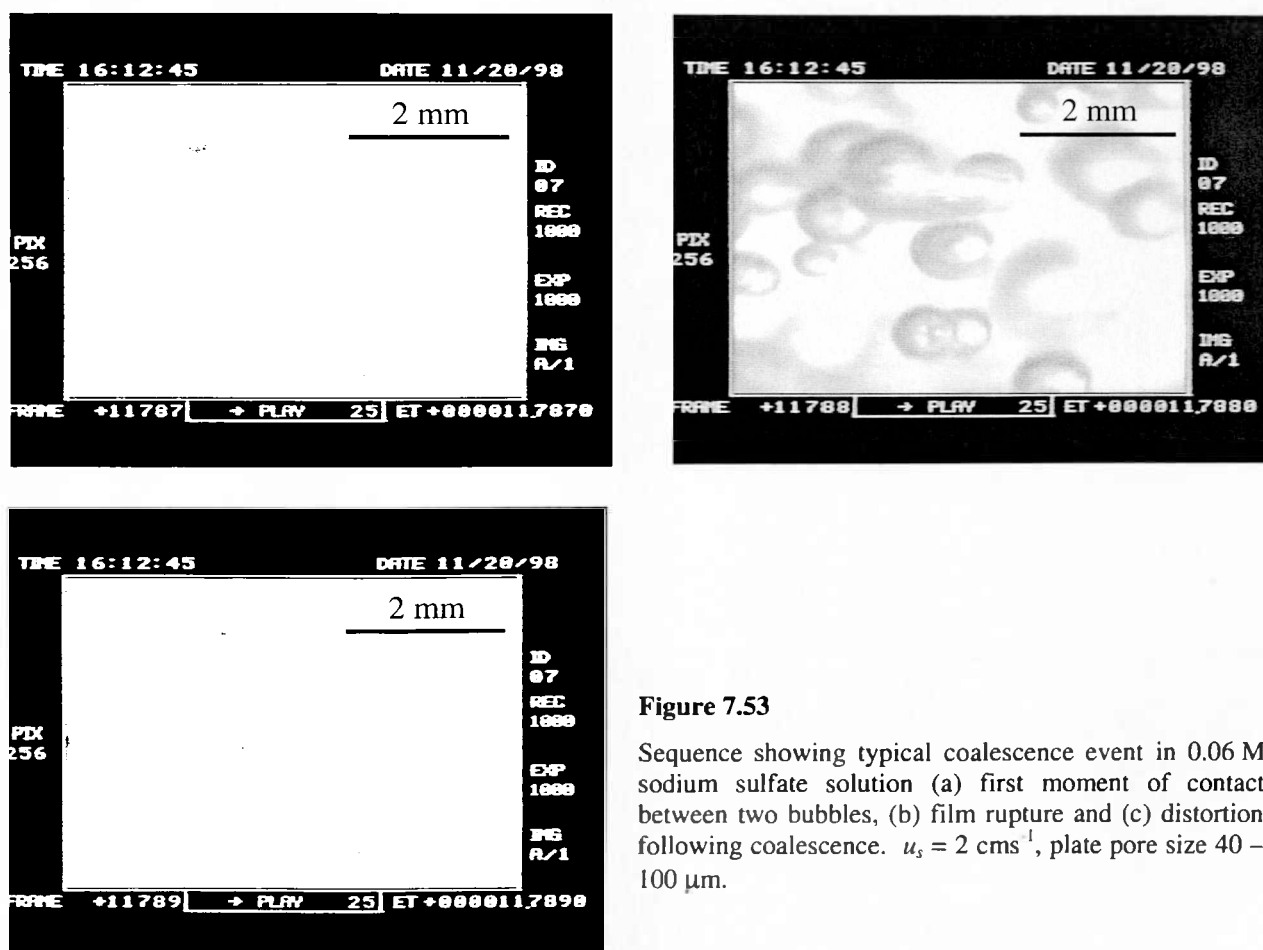 TIME 16:12:45 DATE 11/20/98
2 mm
ID
07
REC
1000
PIX
256
EXP
1000
IMG
A/1
FRAME +11787 → PLAY 25 ET +000011.7870
TIME 16:12:45 DATE 11/20/98
2 mm
ID
07
REC
1000
PIX
256
EXP
1000
IMG
A/1
FRAME +11788 → PLAY 25 ET +000011.7880
TIME 16:12:45 DATE 11/20/98
2 mm
ID
07
REC
1000
PIX
256
EXP
1000
IMG
A/1
FRAME +11789 → PLAY 25 ET +000011.7890
Figure 7.53
Sequence showing typical coalescence event in 0.06 M
sodium sulfate solution (a) first moment of contact
between two bubbles, (b) film rupture and (c) distortion
following coalescence. uₛ = 2 cms⁻¹, plate pore size 40 –
100 µm.